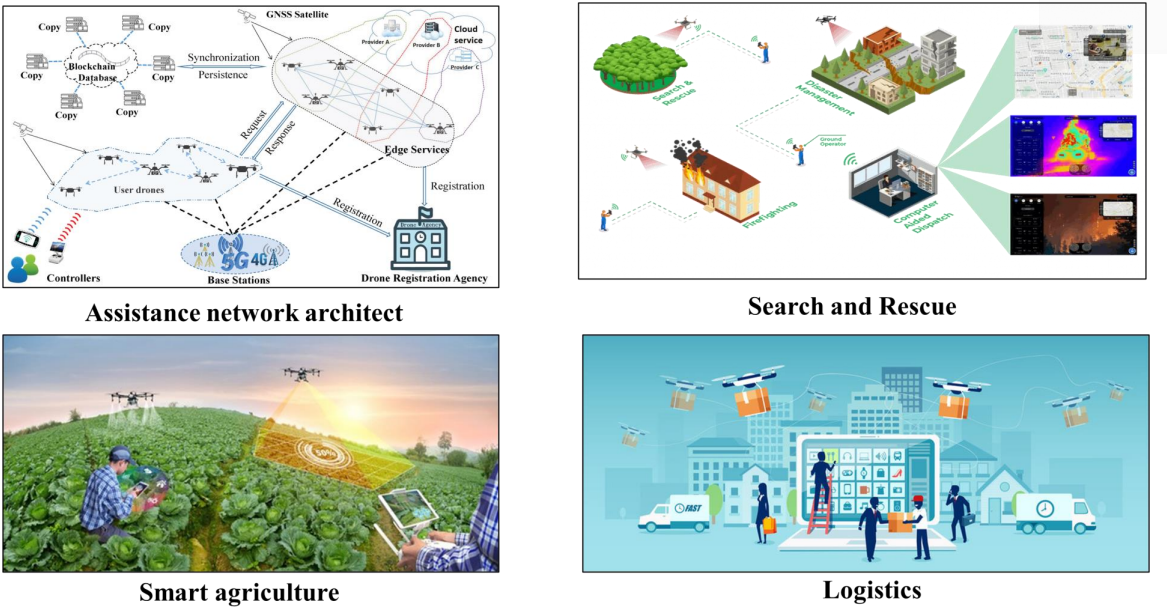 GNSS Satellite
Cloud
service
Provider A
Provider B
Provider C
Copy
Copy
Copy
Copy
Copy
Copy
Blockchain
Database
Synchronization
Persistence
Request
Response
Edge Services
User drones
Registration
Registration
Drone Agency
5G
4G
Controllers
Base Stations
Drone Registration Agency
Assistance network architect
Search &
Rescue
Disaster
Management
Ground
Operator
Firefighting
Computer
Aided
Dispatch
Search and Rescue
50%
Smart agriculture
FAST
Logistics